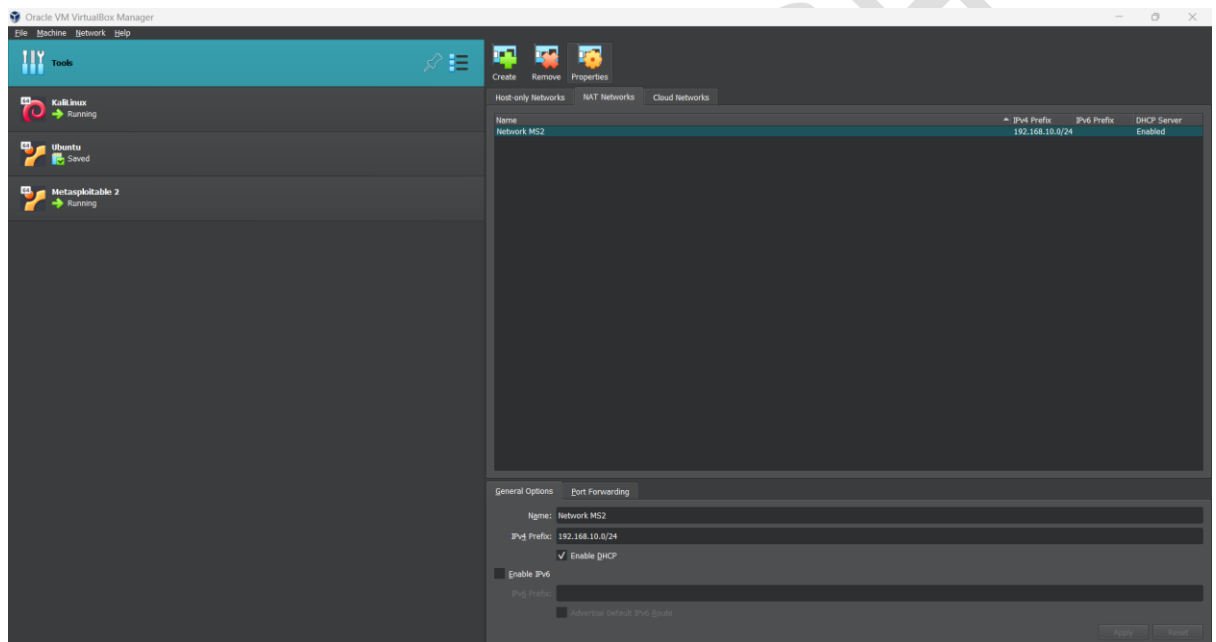 Oracle VM VirtualBox Manager
File Machine Network Help
Tools
Create Remove Properties
Host-only Networks NAT Networks Cloud Networks
64 KaliLinux
Running
64 Ubuntu
Saved
64 Metasploitable 2
Running
Name IPv4 Prefix IPv6 Prefix DHCP Server
Network MS2 192.168.10.0/24 Enabled
General Options Port Forwarding
Name: Network MS2
IPv4 Prefix: 192.168.10.0/24
Enable DHCP
Enable IPv6
IPv6 Prefix:
Advertise Default IPv6 Route
Apply Reset